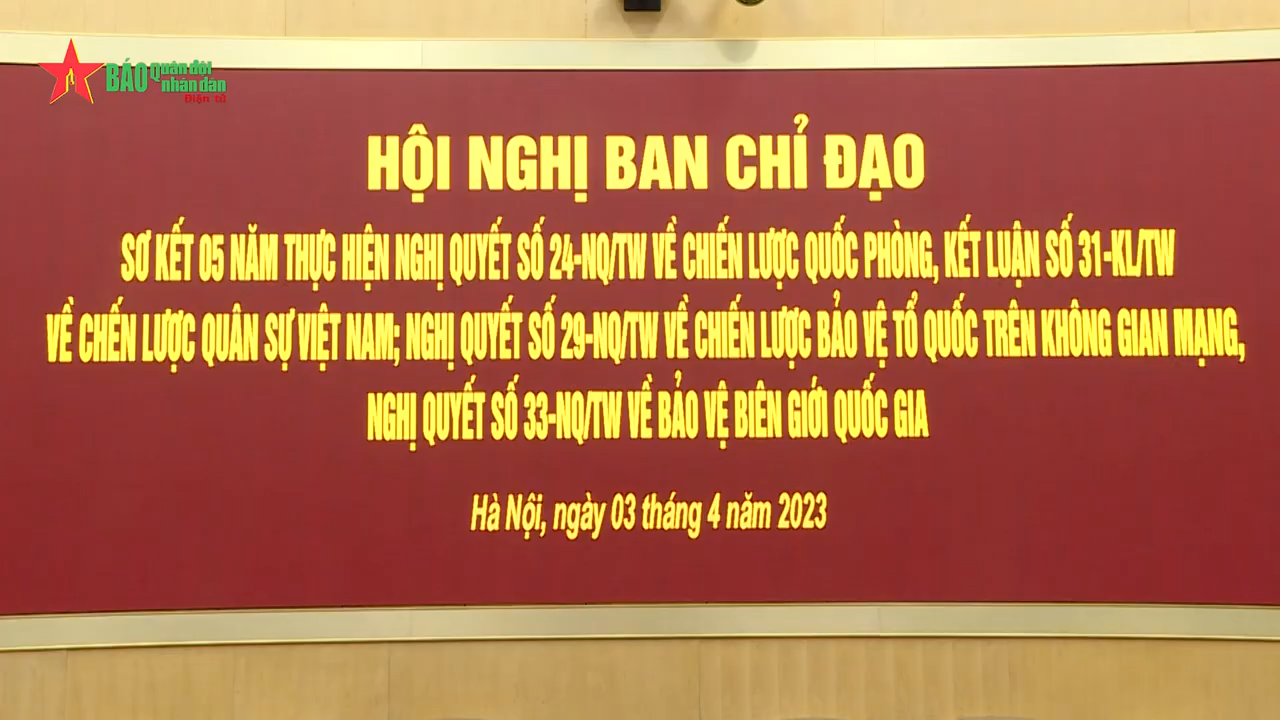 BÁO Quân đội
nhân dân
Điện tử
HỘI NGHỊ BAN CHỈ ĐẠO
SƠ KẾT 05 NĂM THỰC HIỆN NGHỊ QUYẾT SỐ 24-NQ/TW VỀ CHIẾN LƯỢC QUỐC PHÒNG, KẾT LUẬN SỐ 31-KL/TW
VỀ CHẾN LƯỢC QUÂN SỰ VIỆT NAM; NGHỊ QUYẾT SỐ 29-NQ/TW VỀ CHIẾN LƯỢC BẢO VỆ TỔ QUỐC TRÊN KHÔNG GIAN MẠNG,
NGHỊ QUYẾT SỐ 33-NQ/TW VỀ BẢO VỆ BIÊN GIỚI QUỐC GIA
Hà Nội, ngày 03 tháng 4 năm 2023